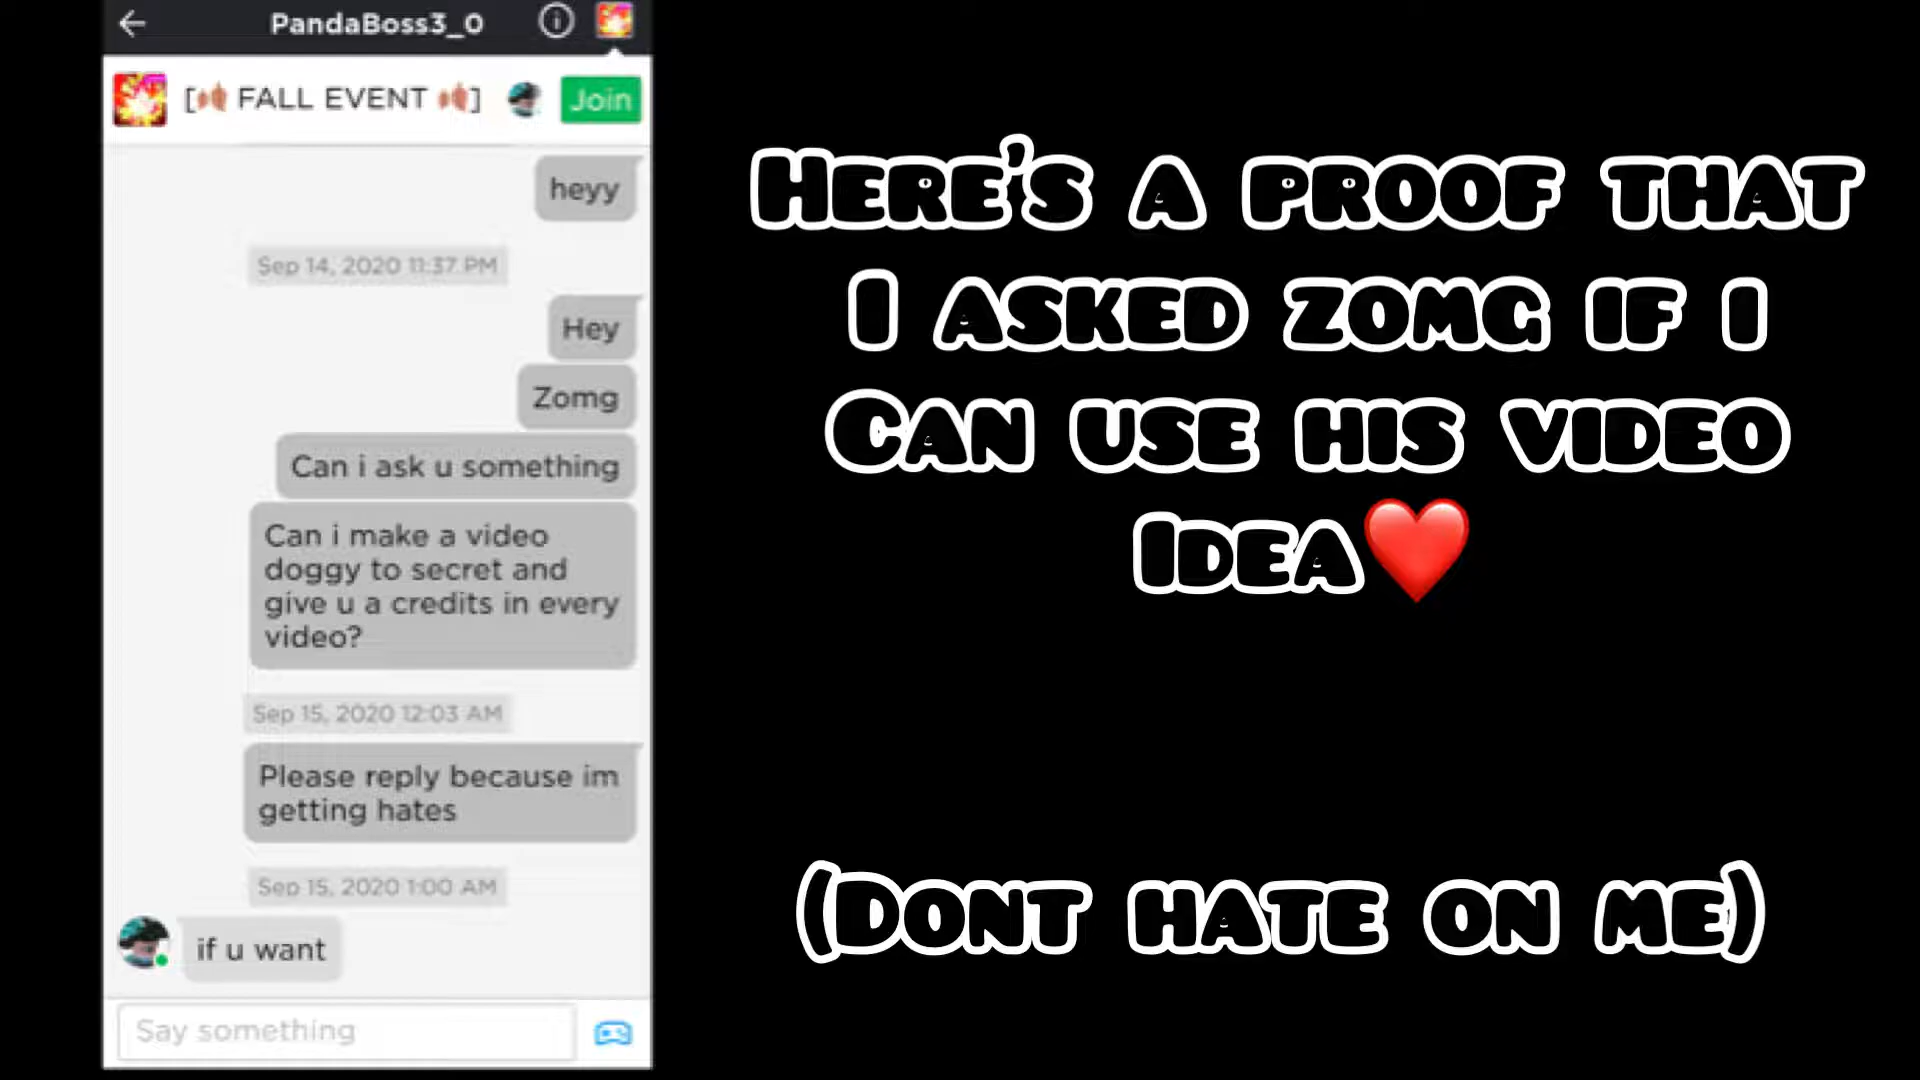 PandaBoss3_0
[🍂 FALL EVENT 🍂]
Join
heyy
Sep 14, 2020 11:37 PM
Hey
Zomg
Can i ask u something
Can i make a video
doggy to secret and
give u a credits in every
video?
Sep 15, 2020 12:03 AM
Please reply because im
getting hates
Sep 15, 2020 1:00 AM
if u want
Say something
Here's a proof that
I asked zomg if i
Can use his video
Idea❤️
(Dont hate on me)